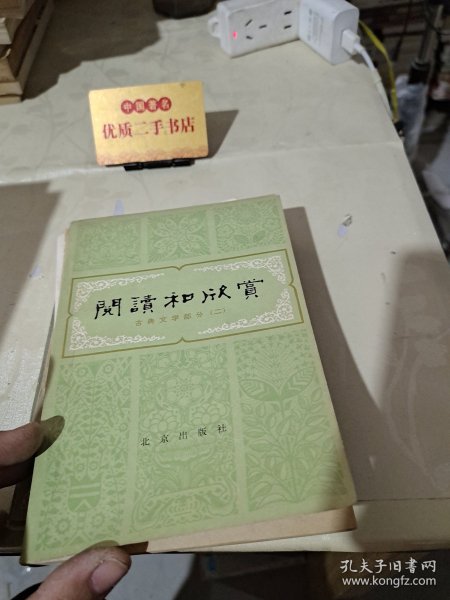 中国著名
优质二手书店
閱讀和欣賞
古典文学部分(二)
北京出版社
孔夫子旧书网
www.kongfz.com